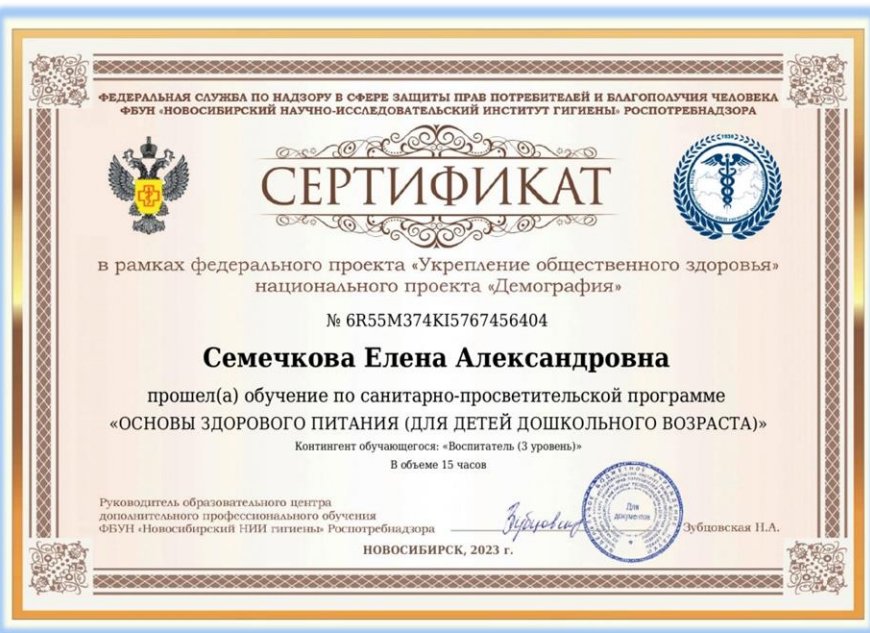 ФЕДЕРАЛЬНАЯ СЛУЖБА ПО НАДЗОРУ В СФЕРЕ ЗАЩИТЫ ПРАВ ПОТРЕБИТЕЛЕЙ И БЛАГОПОЛУЧИЯ ЧЕЛОВЕКА
ФБУН «НОВОСИБИРСКИЙ НАУЧНО-ИССЛЕДОВАТЕЛЬСКИЙ ИНСТИТУТ ГИГИЕНЫ» РОСПОТРЕБНАДЗОРА
СЕРТИФИКАТ
в рамках федерального проекта «Укрепление общественного здоровья»
национального проекта «Демография»
№ 6R55M374KI5767456404
Семечкова Елена Александровна
прошел(а) обучение по санитарно-просветительской программе
«ОСНОВЫ ЗДОРОВОГО ПИТАНИЯ (ДЛЯ ДЕТЕЙ ДОШКОЛЬНОГО ВОЗРАСТА)»
Контингент обучающегося: «Воспитатель (3 уровень)»
В объеме 15 часов
Руководитель образовательного центра
дополнительного профессионального обучения
ФБУН «Новосибирский НИИ гигиены» Роспотребнадзора
Для
документов
Зубцовская Н.А.
НОВОСИБИРСК, 2023 г.